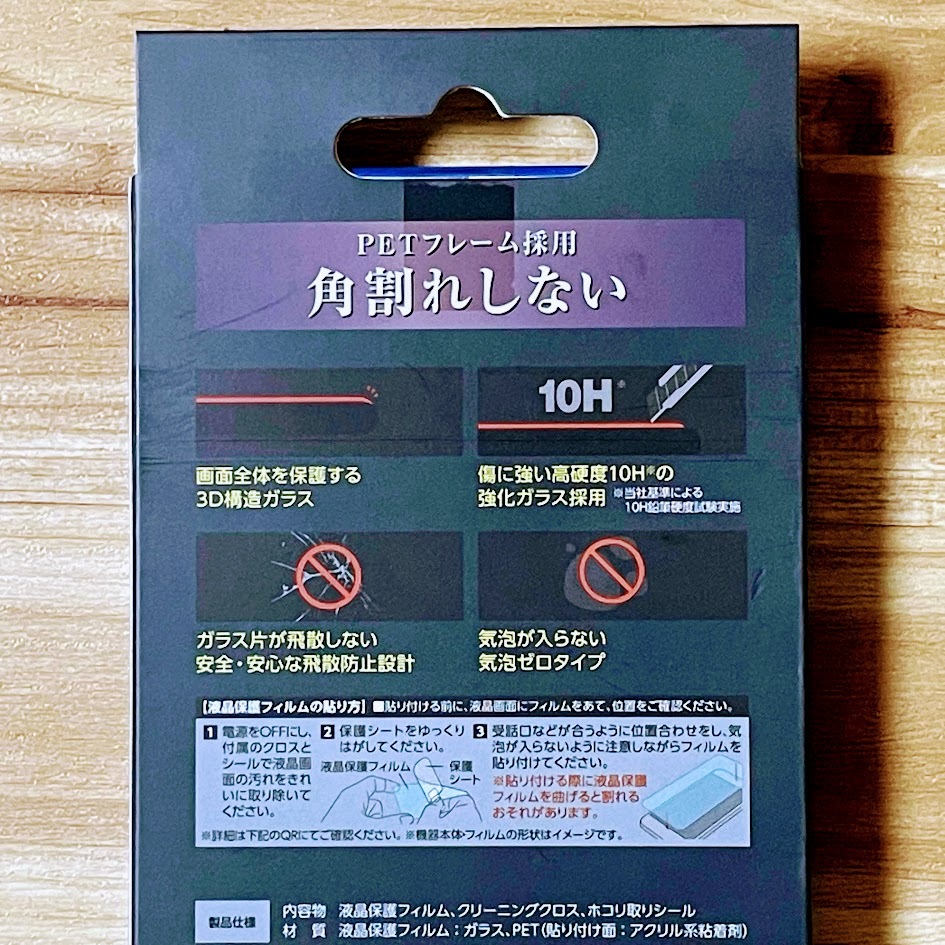 PETフレーム採用
角割れしない
画面全体を保護する
3D構造ガラス
10H※
傷に強い高硬度10H※の
強化ガラス採用 ※当社基準による
10H鉛筆硬度試験実施
ガラス片が飛散しない
安全・安心な飛散防止設計
気泡が入らない
気泡ゼロタイプ
【液晶保護フィルムの貼り方】 ■貼り付ける前に、液晶画面にフィルムをあて、位置をご確認ください。
1 電源をOFFにし、
付属のクロスと
シールで液晶画
面の汚れをきれ
いに取り除いて
ください。
2 保護シートをゆっくり
はがしてください。
液晶保護フィルム
保護
シート
3 受話口などが合うように位置合わせをし、気
泡が入らないように注意しながらフィルムを
貼り付けてください。
※貼り付ける際に液晶保護
フィルムを曲げると割れる
おそれがあります。
※詳細は下記のQRにてご確認ください。※機器本体・フィルムの形状はイメージです。
製品仕様
内容物 液晶保護フィルム、クリーニングクロス、ホコリ取りシール
材 質 液晶保護フィルム:ガラス、PET(貼り付け面:アクリル系粘着剤)